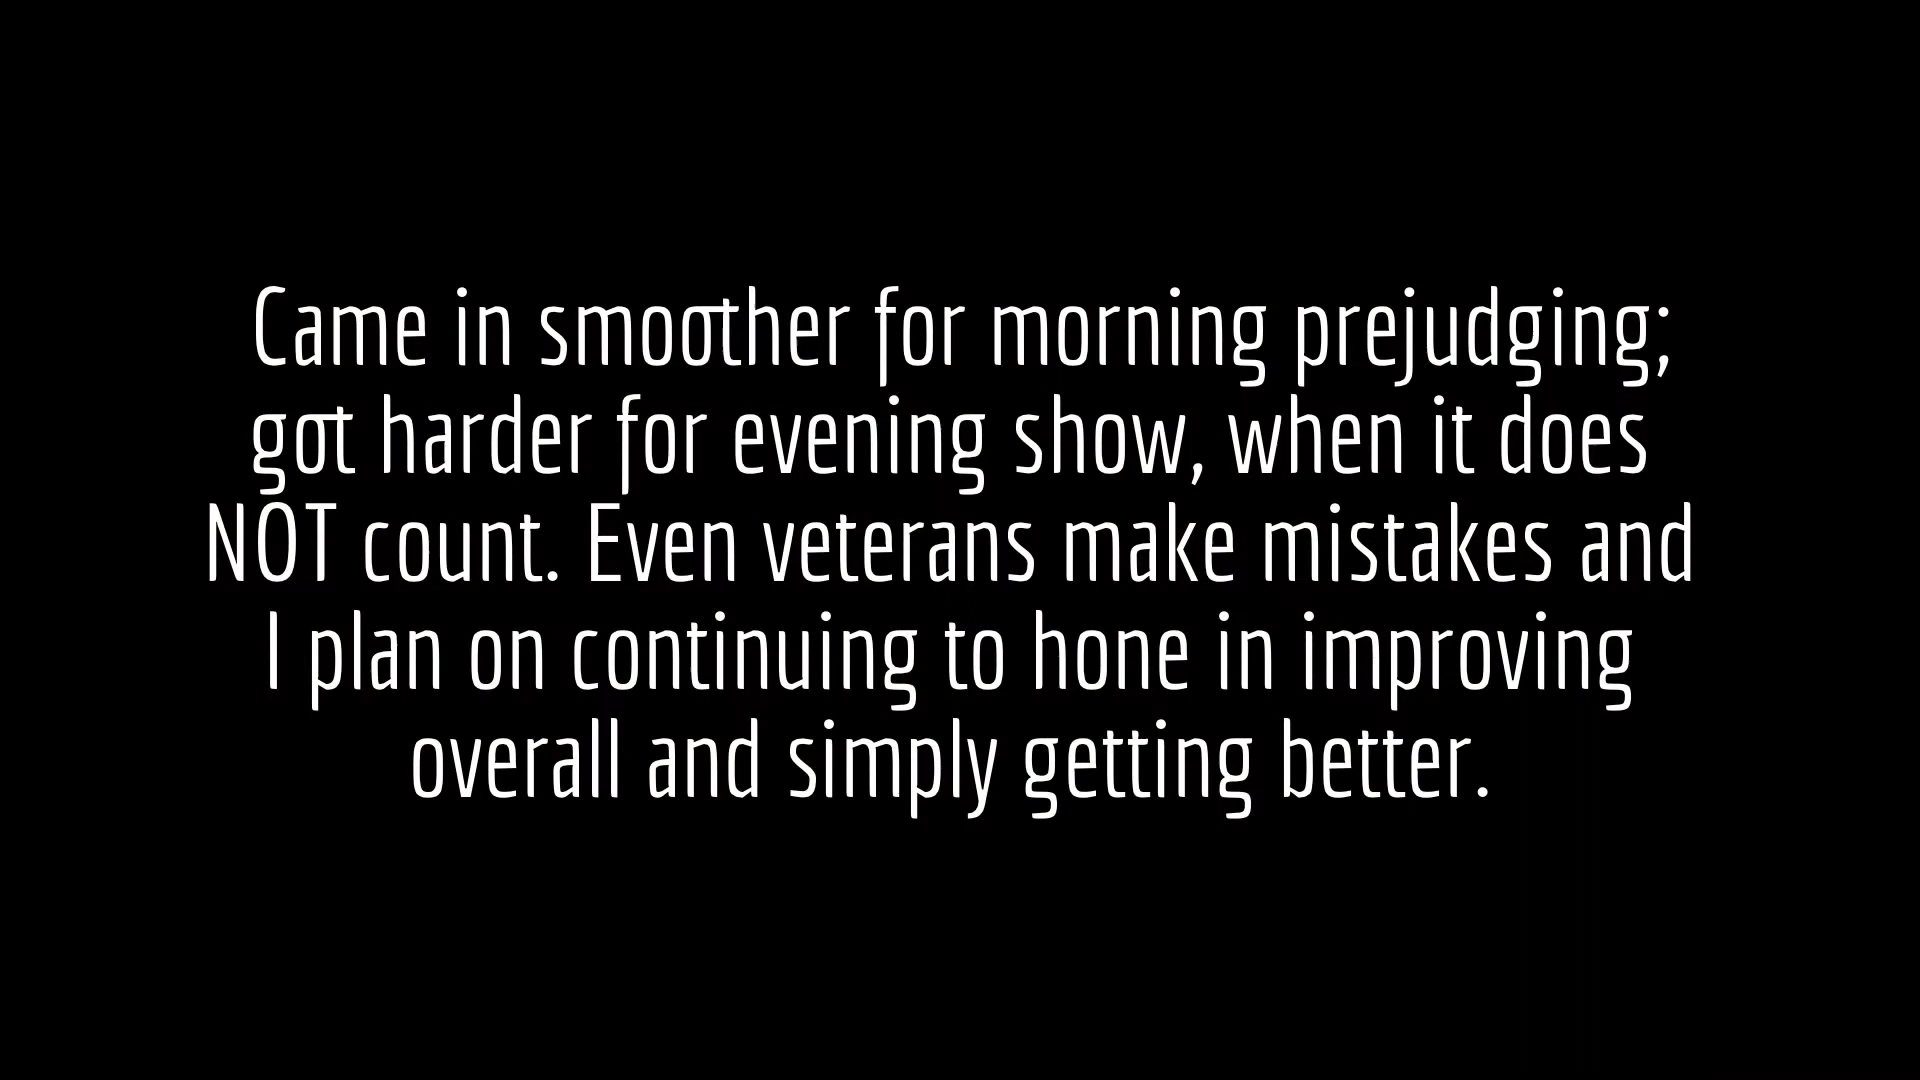 Came in smoother for morning prejudging;
got harder for evening show, when it does
NOT count. Even veterans make mistakes and
I plan on continuing to hone in improving
overall and simply getting better.